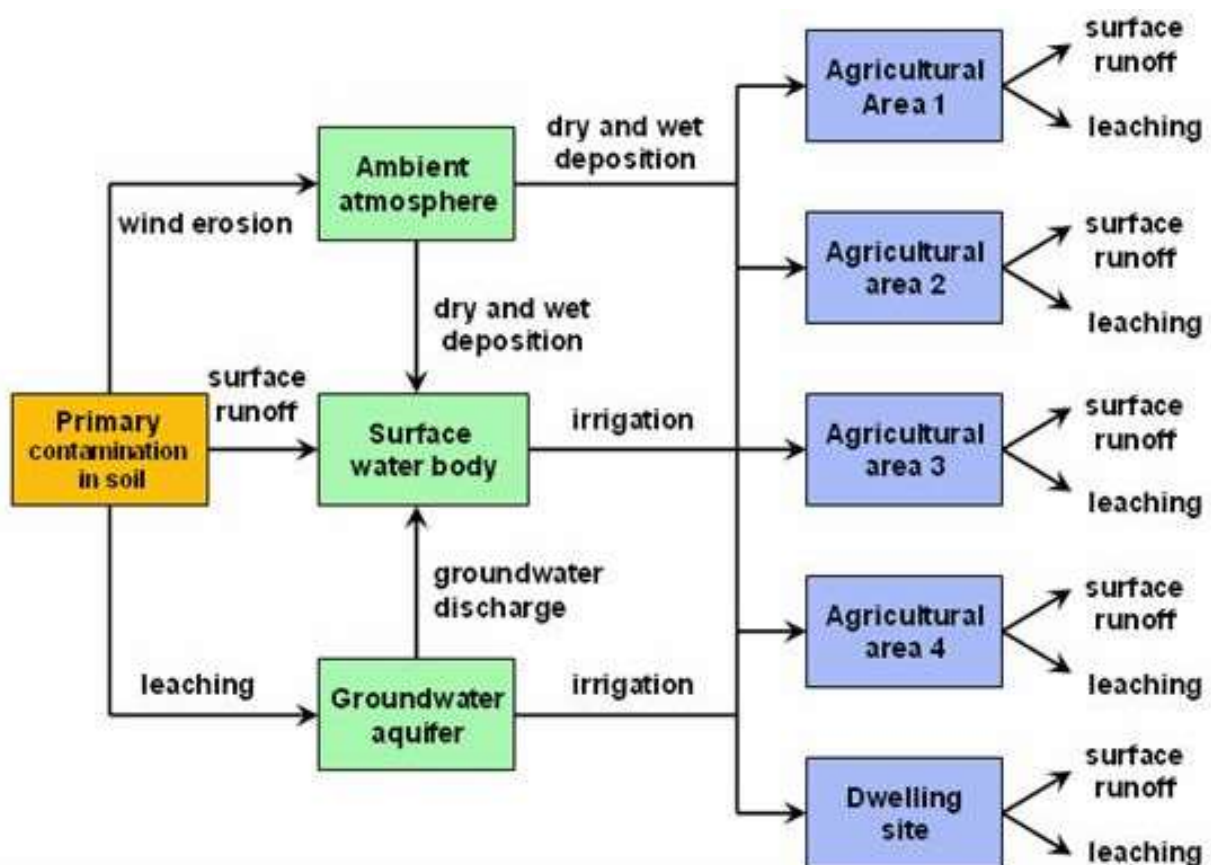 surface
runoff
Agricultural
Area 1
leaching
dry and wet
deposition
Ambient
atmosphere
wind erosion
surface
runoff
Agricultural
area 2
leaching
dry and wet
deposition
surface
runoff
Primary
contamination
in soil
Surface
water body
irrigation
surface
runoff
Agricultural
area 3
leaching
groundwater
discharge
surface
runoff
Agricultural
area 4
leaching
leaching
Groundwater
aquifer
irrigation
surface
runoff
Dwelling
site
leaching